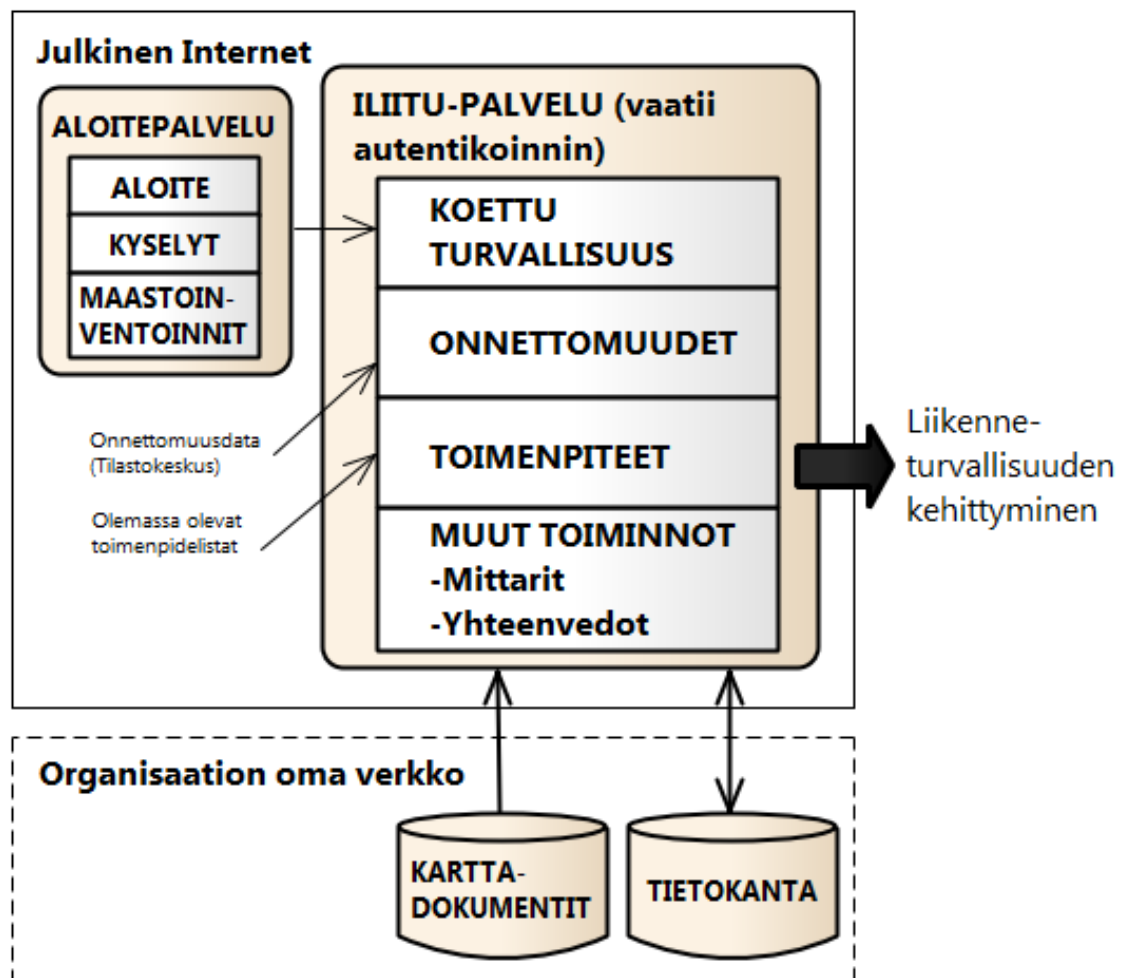 Julkinen Internet
ALOITEPALVELU
ALOITE
KYSELYT
MAASTOIN-
VENTOINNIT
ILIITU-PALVELU (vaatii
autentikoinnin)
KOETTU
TURVALLISUUS
ONNETTOMUUDET
TOIMENPITEET
MUUT TOIMINNOT
-Mittarit
-Yhteenvedot
Onnettomuusdata
(Tilastokeskus)
Olemassa olevat
toimenpidelistat
Liikenne-
turvallisuuden
kehittyminen
Organisaation oma verkko
KARTTA-
DOKUMENTIT
TIETOKANTA